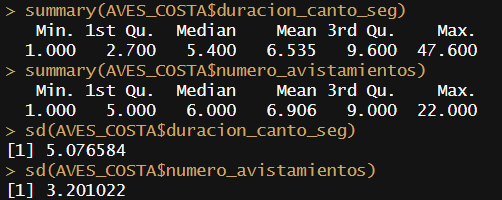 > summary(AVES_COSTA$duracion_canto_seg)
   Min. 1st Qu.  Median    Mean 3rd Qu.    Max.
  1.000   2.700   5.400   6.535   9.600  47.600
> summary(AVES_COSTA$numero_avistamientos)
   Min. 1st Qu.  Median    Mean 3rd Qu.    Max.
  1.000   5.000   6.000   6.906   9.000  22.000
> sd(AVES_COSTA$duracion_canto_seg)
[1] 5.076584
> sd(AVES_COSTA$numero_avistamientos)
[1] 3.201022